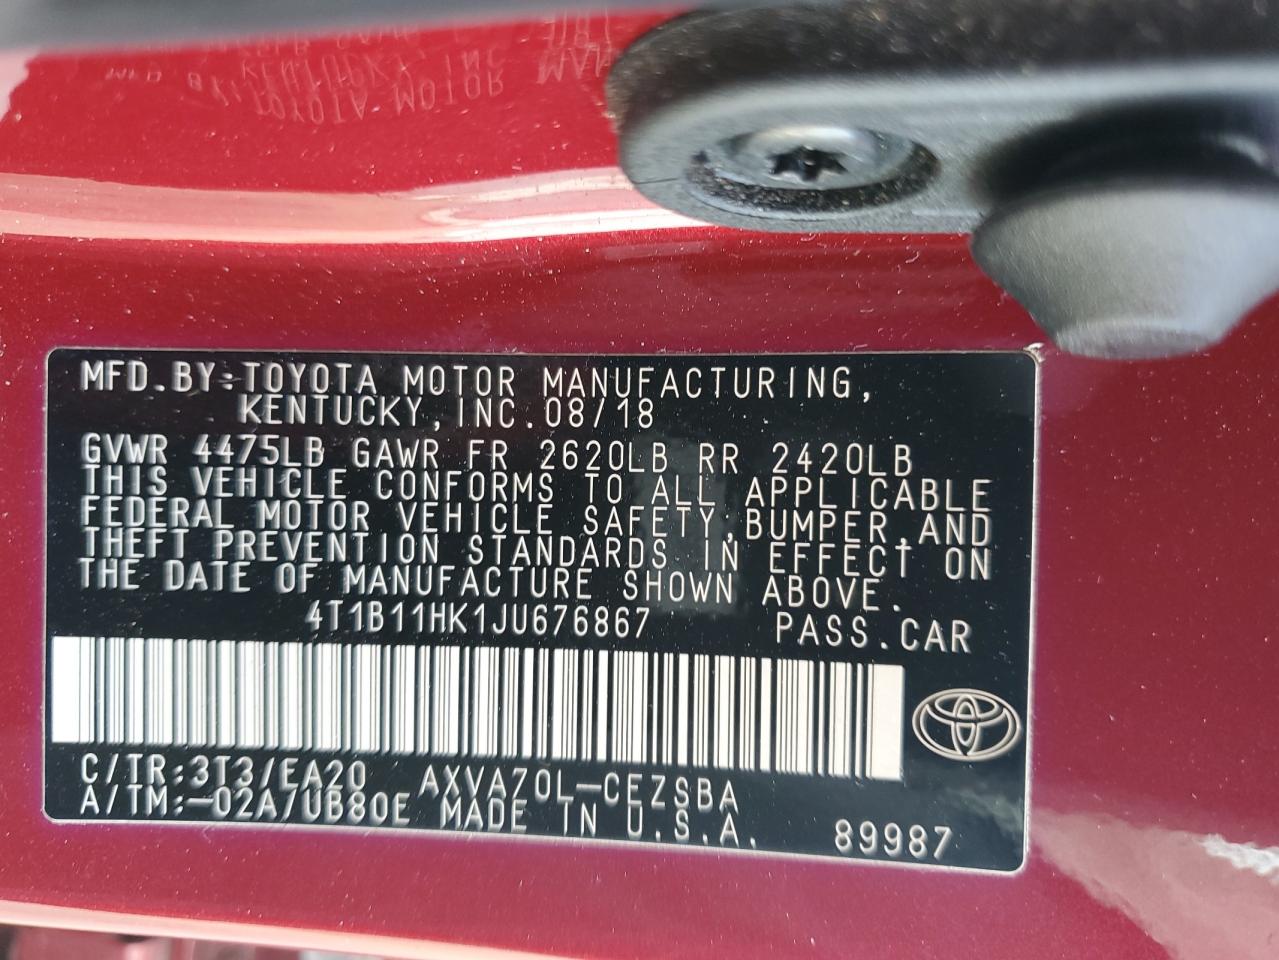 MFD.BY:TOYOTA MOTOR MANUFACTURING,
KENTUCKY,INC.08/18
GVWR 4475LB GAWR FR 2620LB RR 2420LB
THIS VEHICLE CONFORMS TO ALL APPLICABLE
FEDERAL MOTOR VEHICLE SAFETY,BUMPER,AND
THEFT PREVENTION STANDARDS IN EFFECT ON
THE DATE OF MANUFACTURE SHOWN ABOVE.
4T1B11HK1JU676867 PASS.CAR
C/TR:3T3/EA20 AXVA70L-CEZSBA
A/TM:-02A/UB80E MADE IN U.S.A.
89987